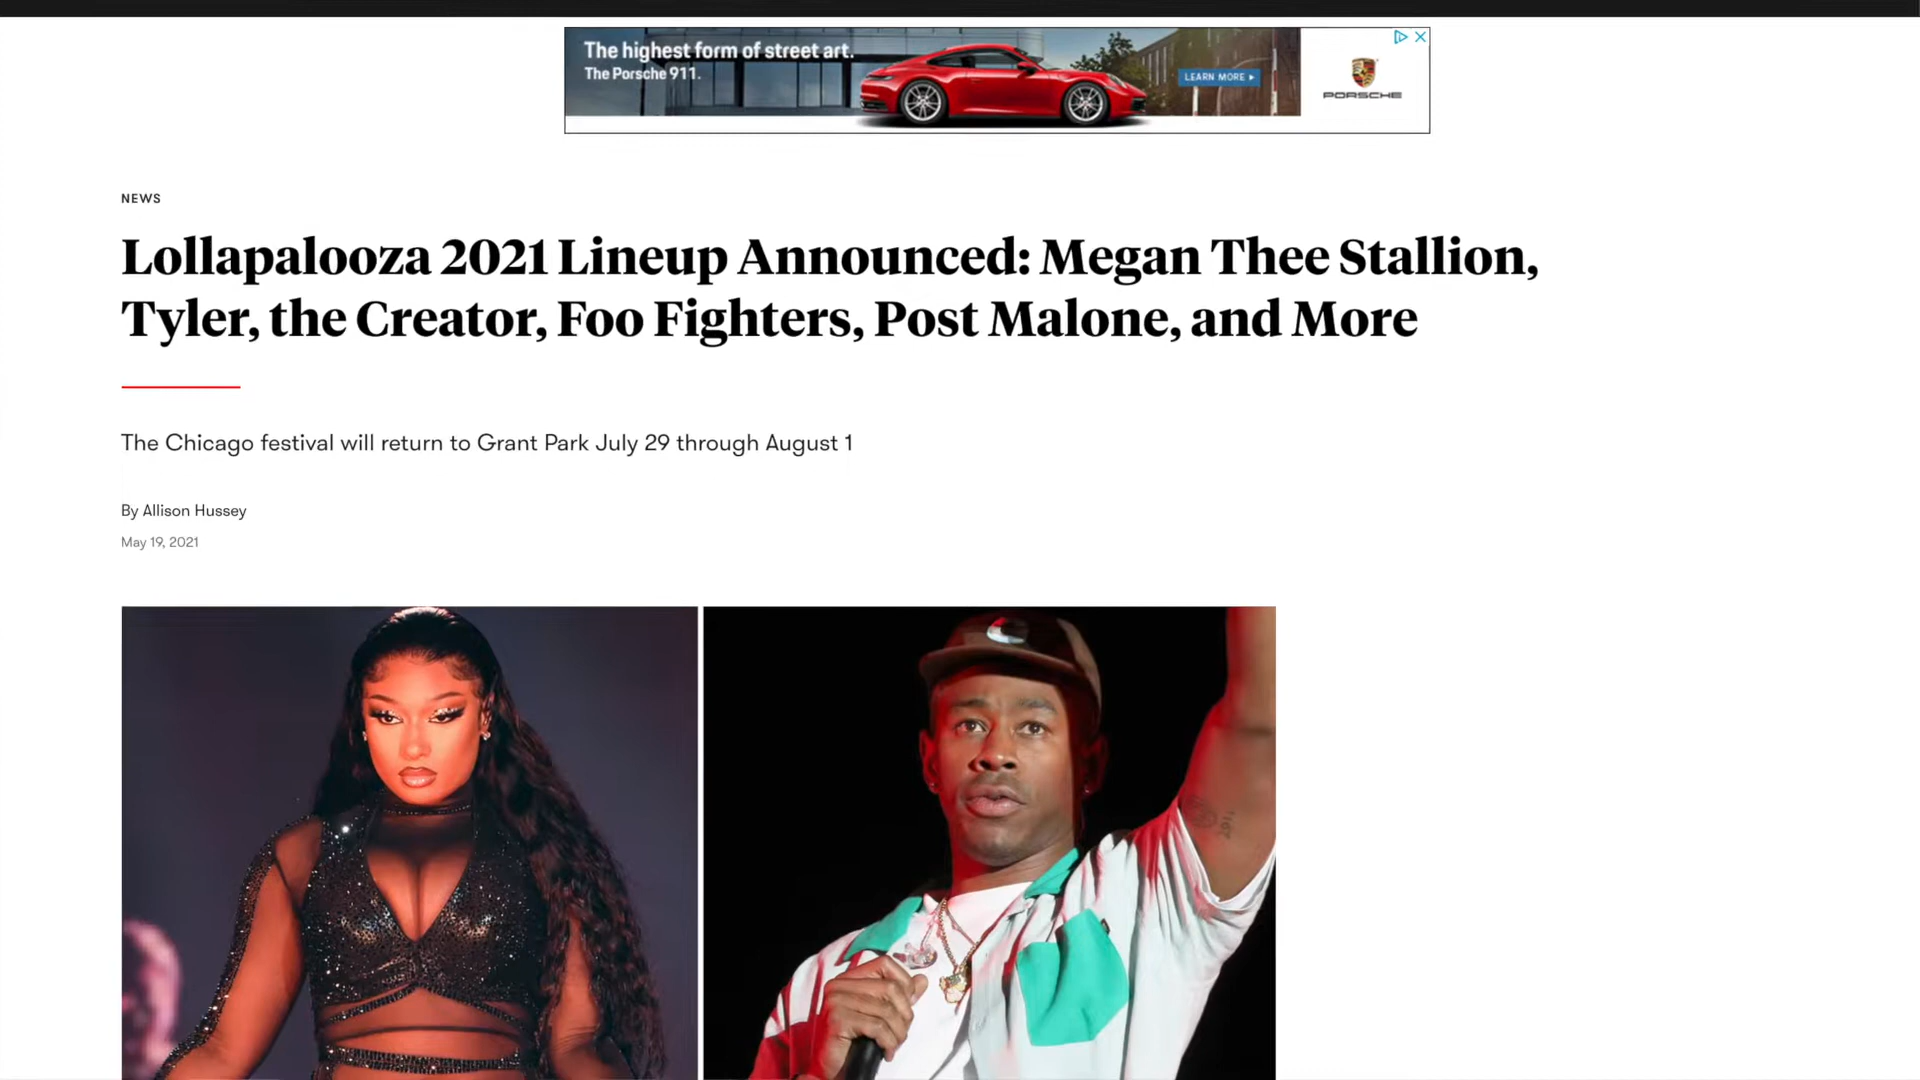 The highest form of street art.
The Porsche 911.
LEARN MORE
PORSCHE
NEWS
Lollapalooza 2021 Lineup Announced: Megan Thee Stallion,
Tyler, the Creator, Foo Fighters, Post Malone, and More
The Chicago festival will return to Grant Park July 29 through August 1
By Allison Hussey
May 19, 2021